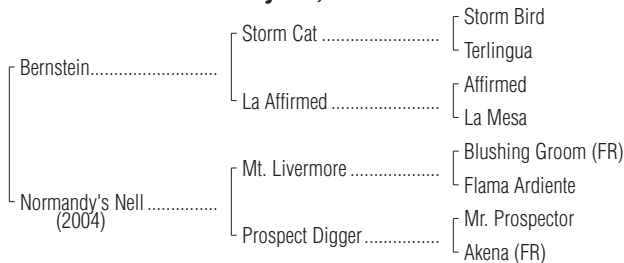 Storm Bird
Storm Cat ........................
Terlingua
Bernstein..........................
Affirmed
La Affirmed ......................
La Mesa
Blushing Groom (FR)
Mt. Livermore ..................
Flama Ardiente
Normandy's Nell ..............
(2004)
Mr. Prospector
Prospect Digger...............
Akena (FR)